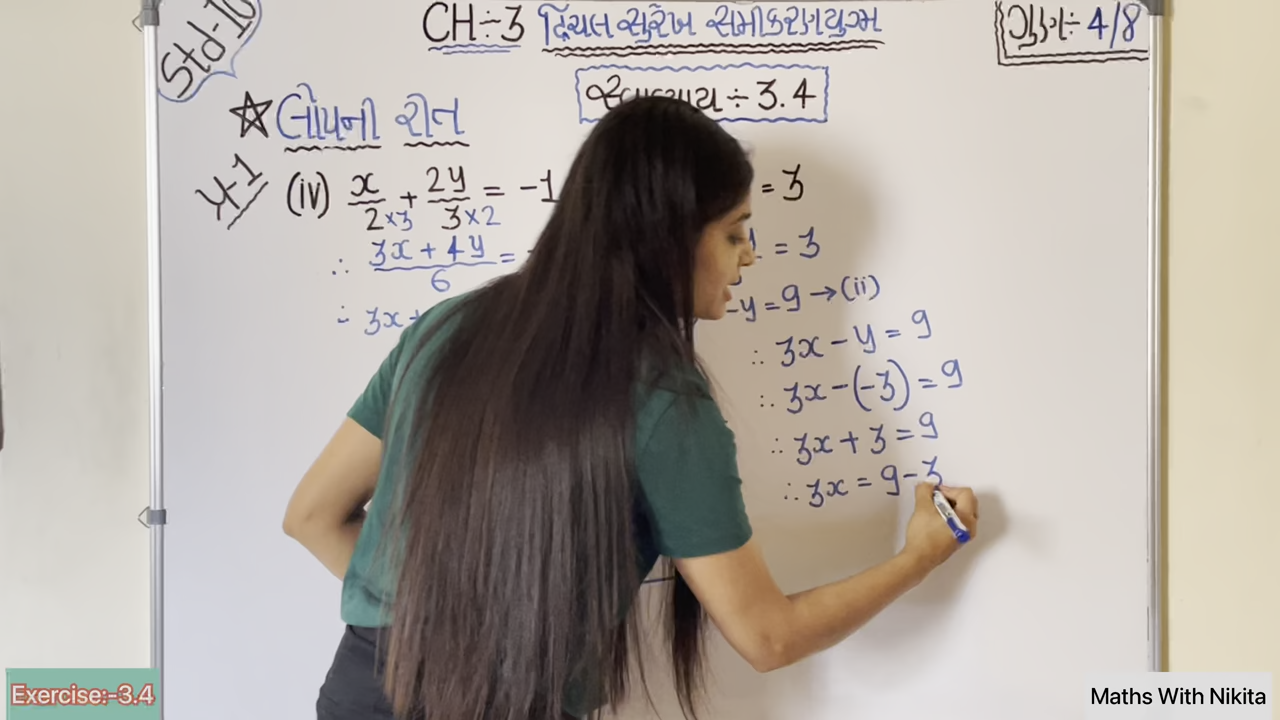 Std-10
CH÷3 દ્વિચલ સુરેખ સમીકરણયુગ્મ
ગુણ÷ 4/8
સ્વાધ્યાય ÷ 3.4
☆ લોપની રીત
(iv) x/2×3 + 2y/3×2 = -1
= 3
∴ (3x + 4y)/6 =
= 3
∴ 3x+
-y = 9 → (ii)
∴ 3x - y = 9
∴ 3x - (-3) = 9
∴ 3x + 3 = 9
∴ 3x = 9 - 3
Exercise:-3.4
Maths With Nikita